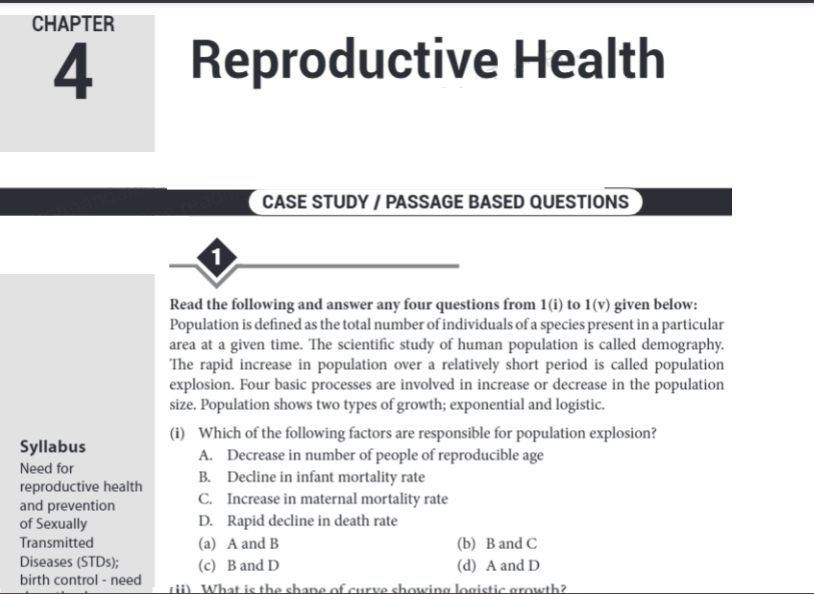 CHAPTER
4
Reproductive Health
CASE STUDY / PASSAGE BASED QUESTIONS
1
Read the following and answer any four questions from 1(i) to 1(v) given below:
Population is defined as the total number of individuals of a species present in a particular
area at a given time. The scientific study of human population is called demography.
The rapid increase in population over a relatively short period is called population
explosion. Four basic processes are involved in increase or decrease in the population
size. Population shows two types of growth; exponential and logistic.
(i) Which of the following factors are responsible for population explosion?
A. Decrease in number of people of reproducible age
B. Decline in infant mortality rate
C. Increase in maternal mortality rate
D. Rapid decline in death rate
(a) A and B (b) B and C
(c) B and D (d) A and D
(ii) What is the shape of curve showing logistic growth?
Syllabus
Need for
reproductive health
and prevention
of Sexually
Transmitted
Diseases (STDs);
birth control - need